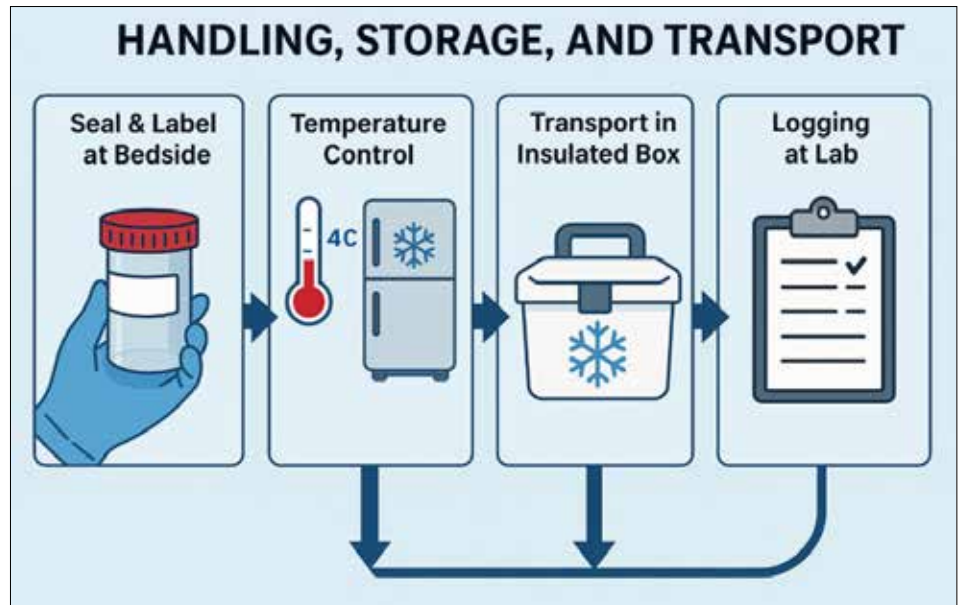 HANDLING, STORAGE, AND TRANSPORT
Seal & Label
at Bedside
Temperature
Control
4C
Transport in
Insulated Box
Logging
at Lab